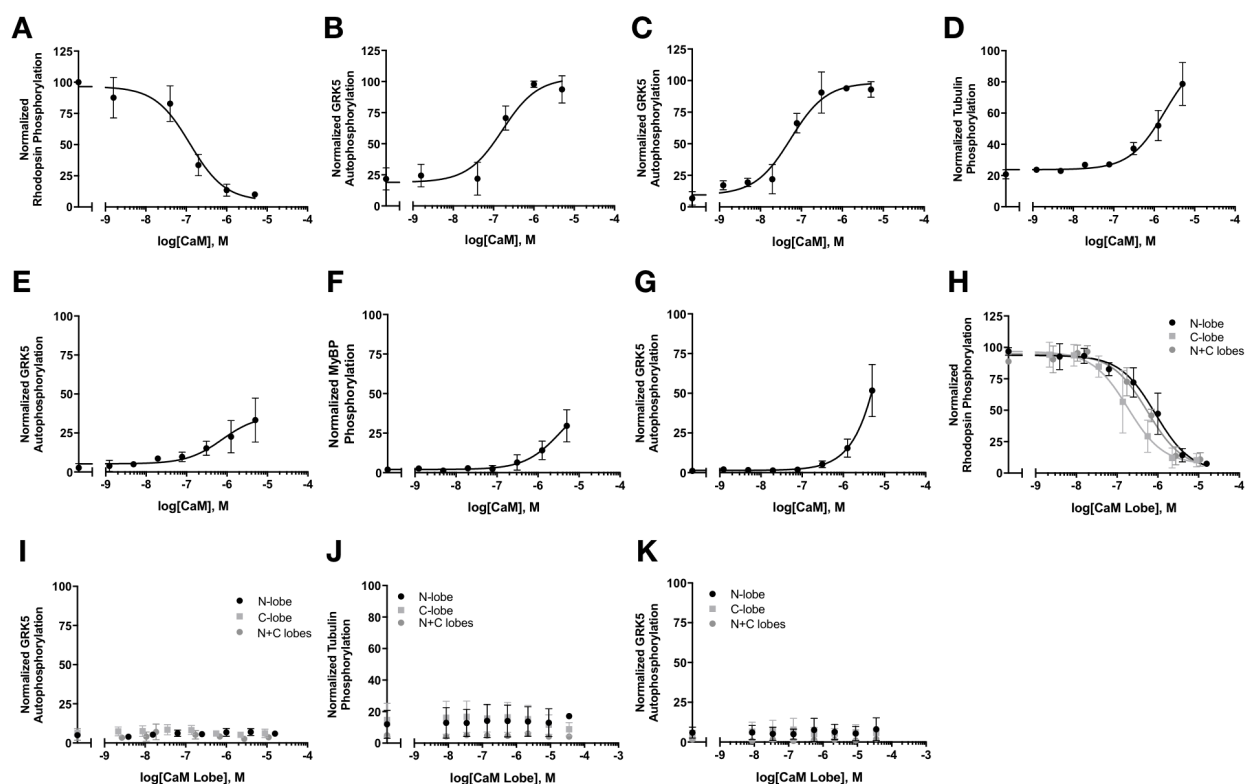 A
Normalized
Rhodopsin Phosphorylation
125
100
75
50
25
0
-9
-8
-7
-6
-5
-4
log[CaM], M
B
Normalized GRK5
Autophosphorylation
125
100
75
50
25
0
-9
-8
-7
-6
-5
-4
log[CaM], M
C
Normalized GRK5
Autophosphorylation
125
100
75
50
25
0
-9
-8
-7
-6
-5
-4
log[CaM], M
D
Normalized Tubulin
Phosphorylation
100
80
60
40
20
0
-9
-8
-7
-6
-5
-4
log[CaM], M
E
Normalized GRK5
Autophosphorylation
100
75
50
25
0
-9
-8
-7
-6
-5
-4
log[CaM], M
F
Normalized MyBP
Phosphorylation
100
75
50
25
0
-9
-8
-7
-6
-5
-4
log[CaM], M
G
Normalized GRK5
Autophosphorylation
100
75
50
25
0
-9
-8
-7
-6
-5
-4
log[CaM], M
H
Normalized
Rhodopsin Phosphorylation
125
100
75
50
25
0
-9
-8
-7
-6
-5
-4
log[CaM Lobe], M
N-lobe
C-lobe
N+C lobes
I
Normalized GRK5
Autophosphorylation
100
75
50
25
0
-9
-8
-7
-6
-5
-4
log[CaM Lobe], M
N-lobe
C-lobe
N+C lobes
J
Normalized Tubulin
Phosphorylation
100
80
60
40
20
0
-9
-8
-7
-6
-5
-4
-3
log[CaM Lobe], M
N-lobe
C-lobe
N+C lobes
K
Normalized GRK5
Autophosphorylation
100
75
50
25
0
-9
-8
-7
-6
-5
-4
-3
log[CaM Lobe], M
N-lobe
C-lobe
N+C lobes